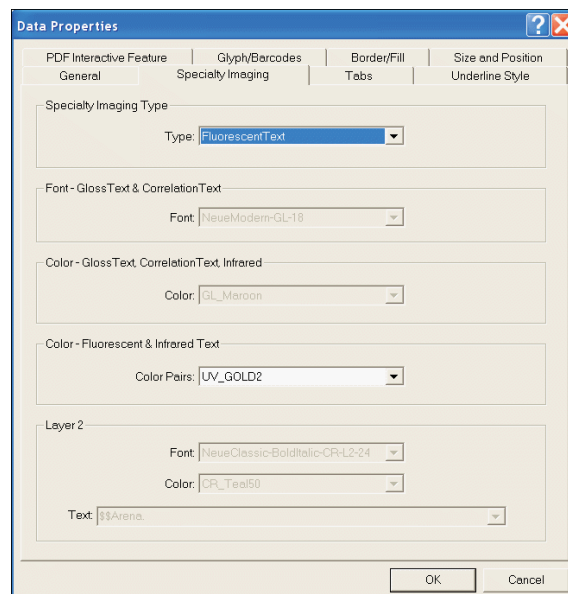 Data Properties
PDF Interactive Feature Glyph/Barcodes Border/Fill Size and Position
General Specialty Imaging Tabs Underline Style
Specialty Imaging Type
Type: FluorescentText
Font - GlossText & CorrelationText
Font: NeueModern-GL-18
Color - GlossText, CorrelationText, Infrared
Color: GL_Maroon
Color - Fluorescent & Infrared Text
Color Pairs: UV_GOLD2
Layer 2
Font: NeueClassic-BoldItalic-CR-L2-24
Color: CR_Teal50
Text: $$Arena.
OK Cancel